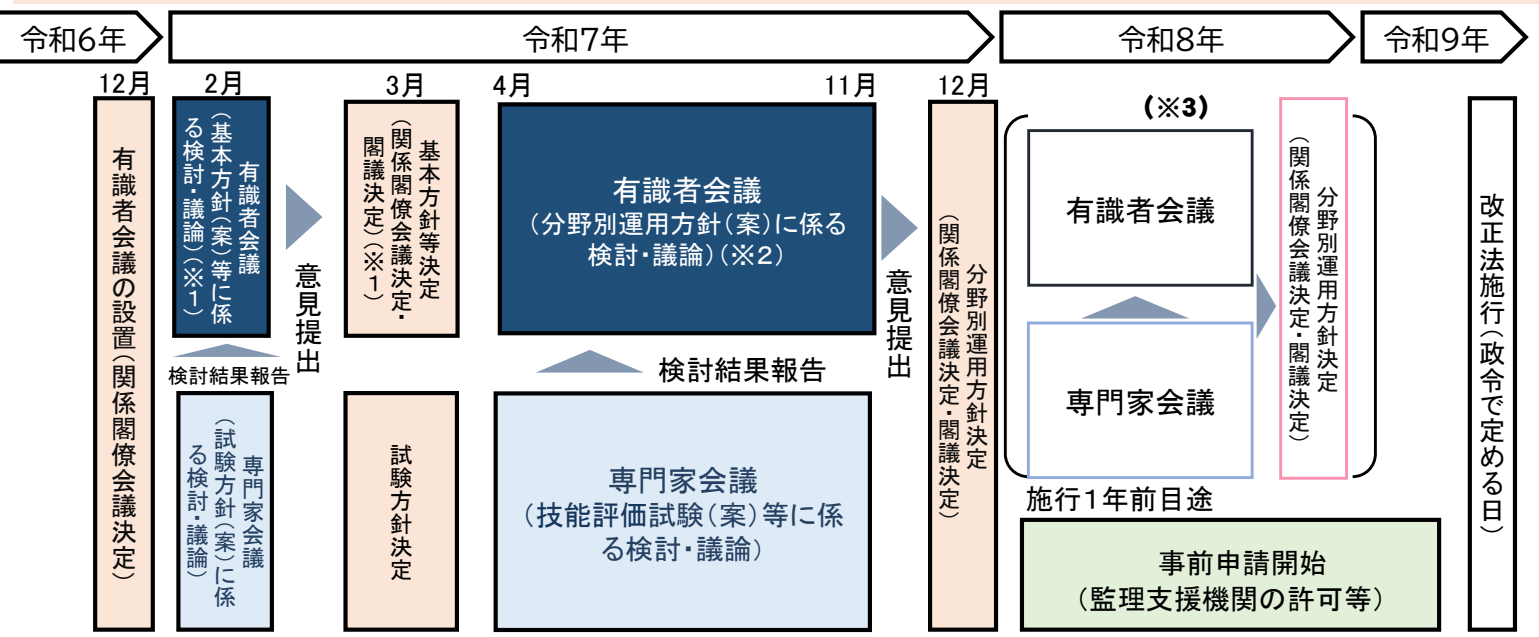 令和6年
令和7年
令和8年
令和9年
12月
2月
3月
4月
11月
12月
有識者会議の設置(関係閣僚会議決定)
有識者会議
(基本方針(案)等に係
る検討・議論)(※1)
意見提出
検討結果報告
専門家会議
(試験方針(案)に係
る検討・議論)
基本方針等決定
(関係閣僚会議決定・
閣議決定)(※1)
試験方針決定
有識者会議
(分野別運用方針(案)に係る
検討・議論)(※2)
検討結果報告
専門家会議
(技能評価試験(案)等に係
る検討・議論)
意見提出
分野別運用方針決定
(関係閣僚会議決定・閣議決定)
(※3)
有識者会議
専門家会議
分野別運用方針決定
(関係閣僚会議決定・閣議決定)
施行1年前目途
事前申請開始
(監理支援機関の許可等)
改正法施行(政令で定める日)